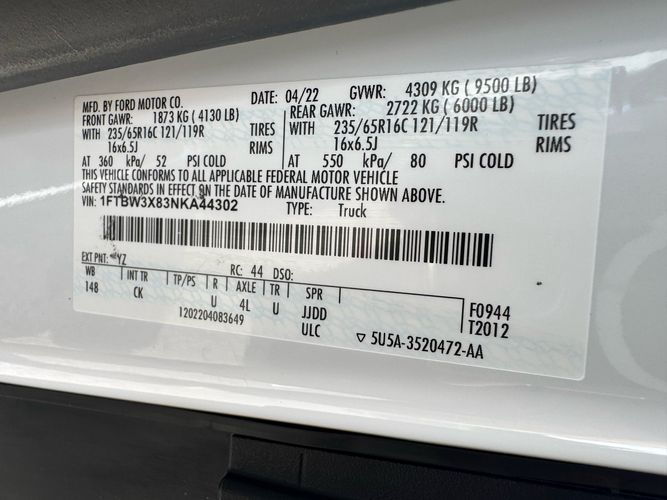 MFD. BY FORD MOTOR CO. DATE: 04/22 GVWR: 4309 KG ( 9500 LB)
FRONT GAWR: 1873 KG ( 4130 LB) REAR GAWR: 2722 KG ( 6000 LB)
WITH 235/65R16C 121/119R TIRES WITH 235/65R16C 121/119R TIRES
16x6.5J RIMS 16x6.5J RIMS
AT 360 kPa/ 52 PSI COLD AT 550 kPa/ 80 PSI COLD
THIS VEHICLE CONFORMS TO ALL APPLICABLE FEDERAL MOTOR VEHICLE
SAFETY STANDARDS IN EFFECT ON THE DATE OF MANUFACTURE SHOWN ABOVE.
VIN: 1FTBW3X83NKA44302 TYPE: Truck
EXT PNT: YZ RC: 44 DSO:
WB INT TR TP/PS R AXLE TR SPR
148 CK U 4L U JJDD F0944
1202204083649 ULC T2012
▽ 5U5A-3520472-AA